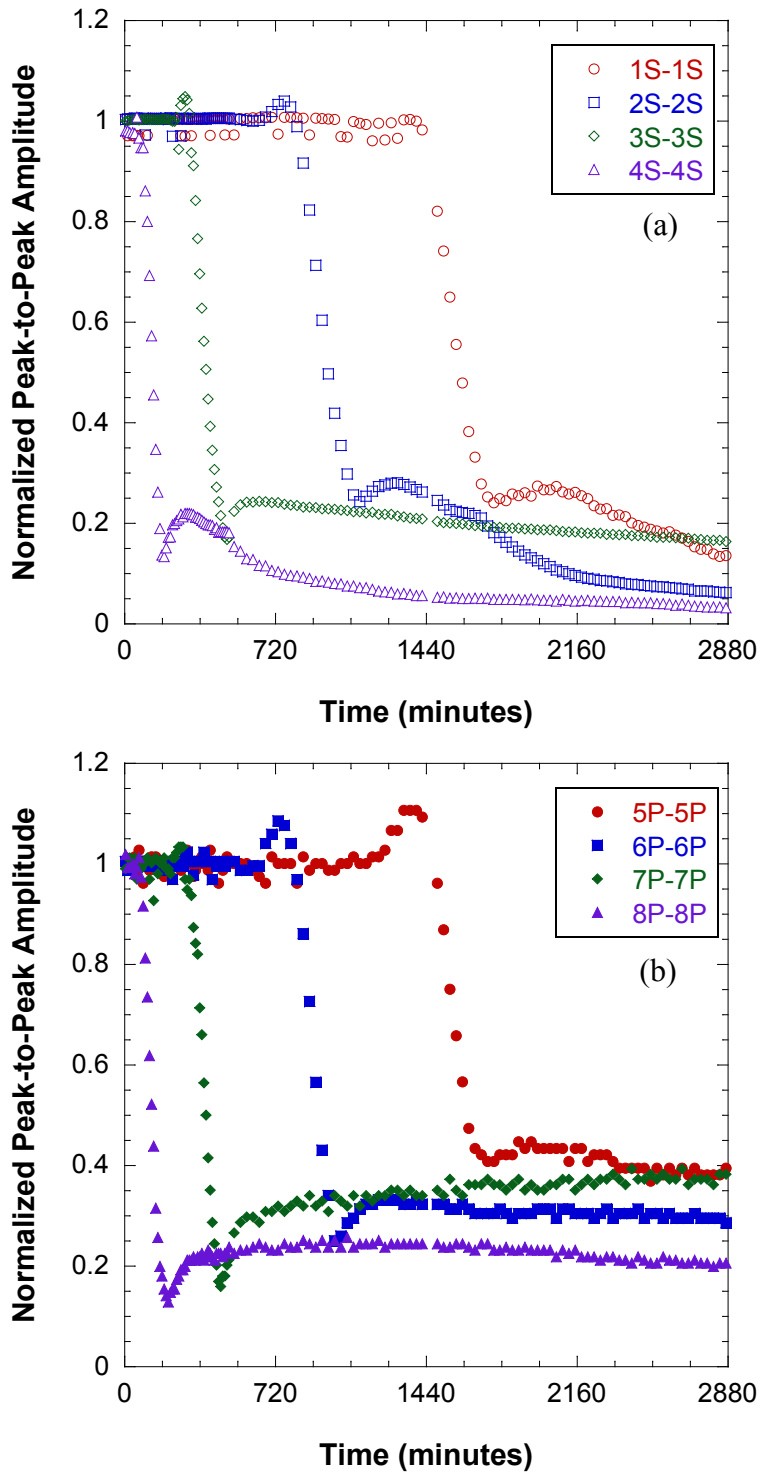 1.2
1
0.8
0.6
0.4
0.2
0
Normalized Peak-to-Peak Amplitude
1S-1S
2S-2S
3S-3S
4S-4S
(a)
0 720 1440 2160 2880
Time (minutes)
1.2
1
0.8
0.6
0.4
0.2
0
Normalized Peak-to-Peak Amplitude
5P-5P
6P-6P
7P-7P
8P-8P
(b)
0 720 1440 2160 2880
Time (minutes)